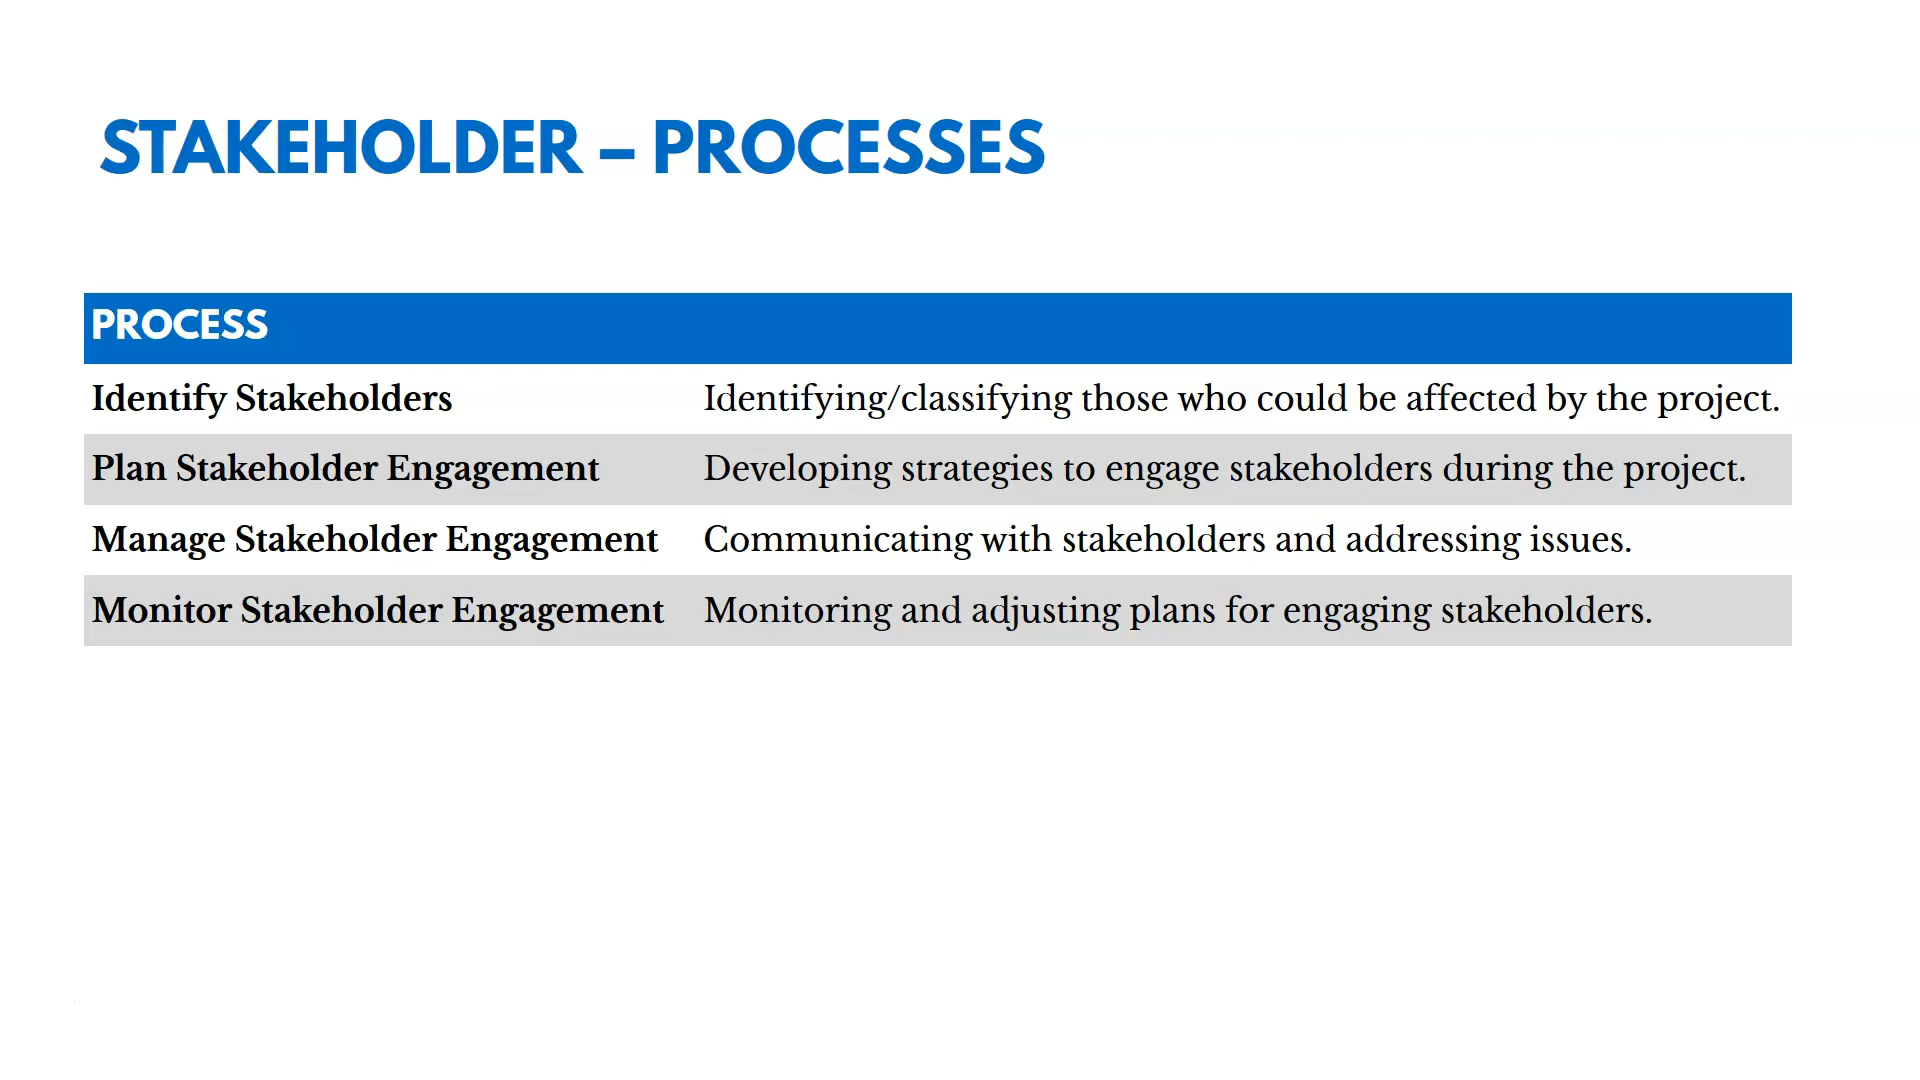 STAKEHOLDER – PROCESSES
PROCESS
Identify Stakeholders Identifying/classifying those who could be affected by the project.
Plan Stakeholder Engagement Developing strategies to engage stakeholders during the project.
Manage Stakeholder Engagement Communicating with stakeholders and addressing issues.
Monitor Stakeholder Engagement Monitoring and adjusting plans for engaging stakeholders.